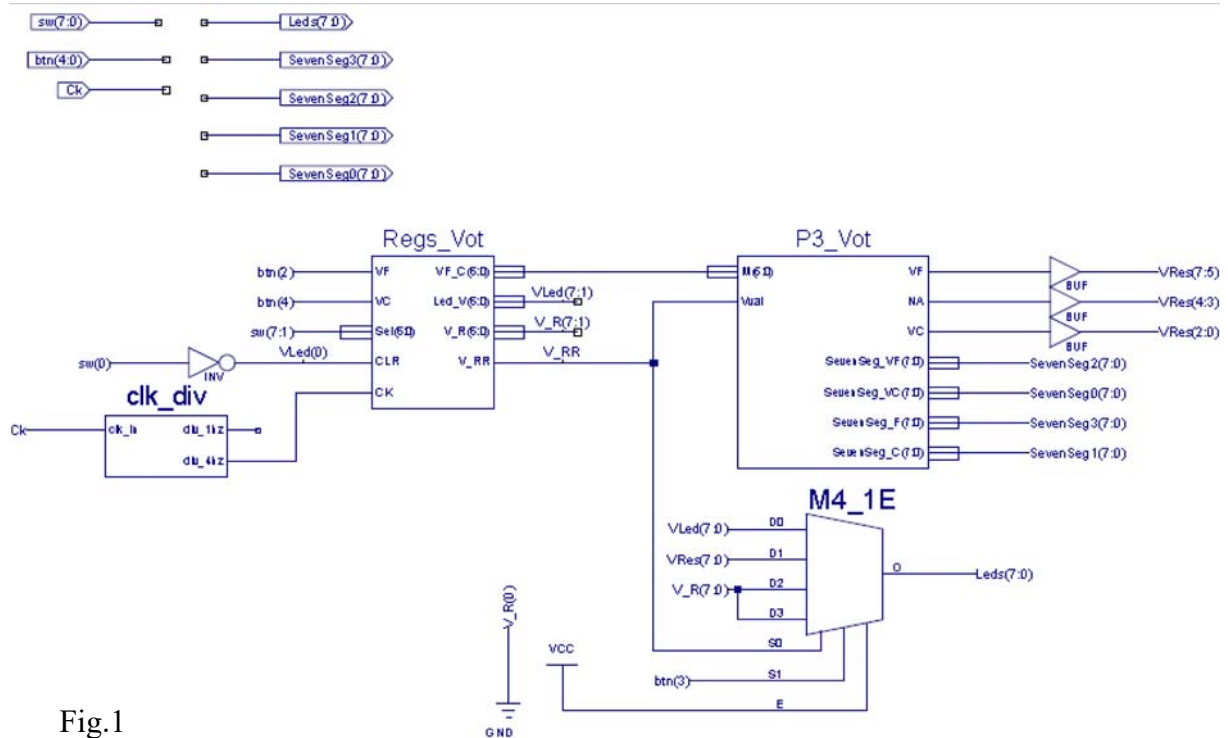 sw(7:0)
Leds(7:0)
btn(4:0)
SevenSeg3(7:0)
Ck
SevenSeg2(7:0)
SevenSeg1(7:0)
SevenSeg0(7:0)
Regs_Vot
P3_Vot
btn(2)
VF
VF_C(6:0)
M(6:0)
VF
BUF
VRes(7:5)
btn(4)
VC
Led_V(6:0)
VLed(7:1)
Vual
NA
BUF
VRes(4:3)
sw(7:1)
Sel(6:0)
V_R(6:0)
V_R(7:1)
VC
BUF
VRes(2:0)
sw(0)
INV
VLed(0)
CLR
V_RR
V_RR
SevenSeg_VF(7:0)
SevenSeg2(7:0)
clk_div
CK
SevenSeg_VC(7:0)
SevenSeg0(7:0)
Ck
clk_in
div_1hz
SevenSeg_F(7:0)
SevenSeg3(7:0)
div_4hz
SevenSeg_C(7:0)
SevenSeg1(7:0)
M4_1E
VLed(7:0)
D0
VRes(7:0)
D1
V_R(7:0)
D2
O
Leds(7:0)
D3
V_R(0)
S0
VCC
btn(3)
S1
E
GND
Fig.1